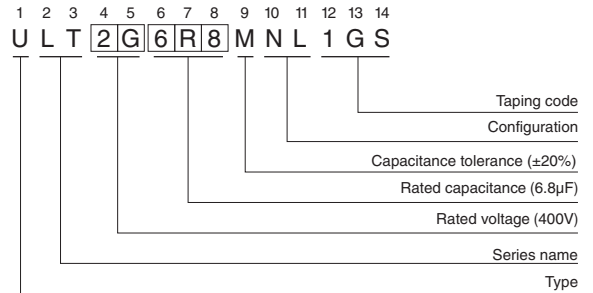 1 2 3 4 5 6 7 8 9 10 11 12 13 14
U L T 2 G 6 R 8 M N L 1 G S
Taping code
Configuration
Capacitance tolerance (±20%)
Rated capacitance (6.8µF)
Rated voltage (400V)
Series name
Type